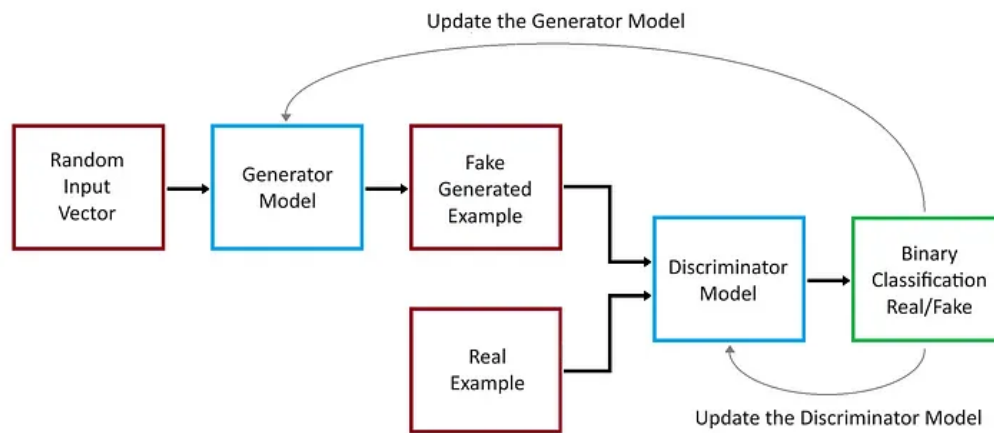 Update the Generator Model
Random
Input
Vector
Generator
Model
Fake
Generated
Example
Discriminator
Model
Binary
Classification
Real/Fake
Real
Example
Update the Discriminator Model